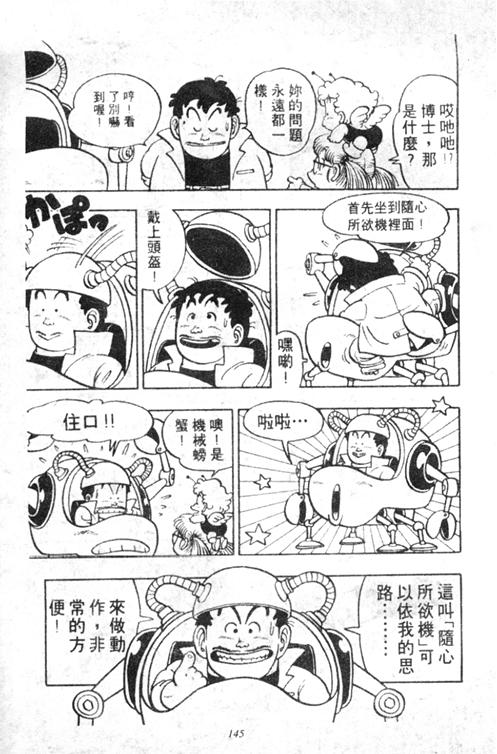 哎吔吔!?
博士，那
是什麼？
妳的問題
永遠都一
樣！
哼！看
了別嚇
到喔！
首先坐到隨心
所欲機裡面！
嘿喲！
戴上頭
盔！
かぽっ
啦啦…
噢！是
機械螃
蟹！
住口!!
這叫「隨心
所欲機」可
以依我的思
路………
來做動
作，非
常的方
便！
145